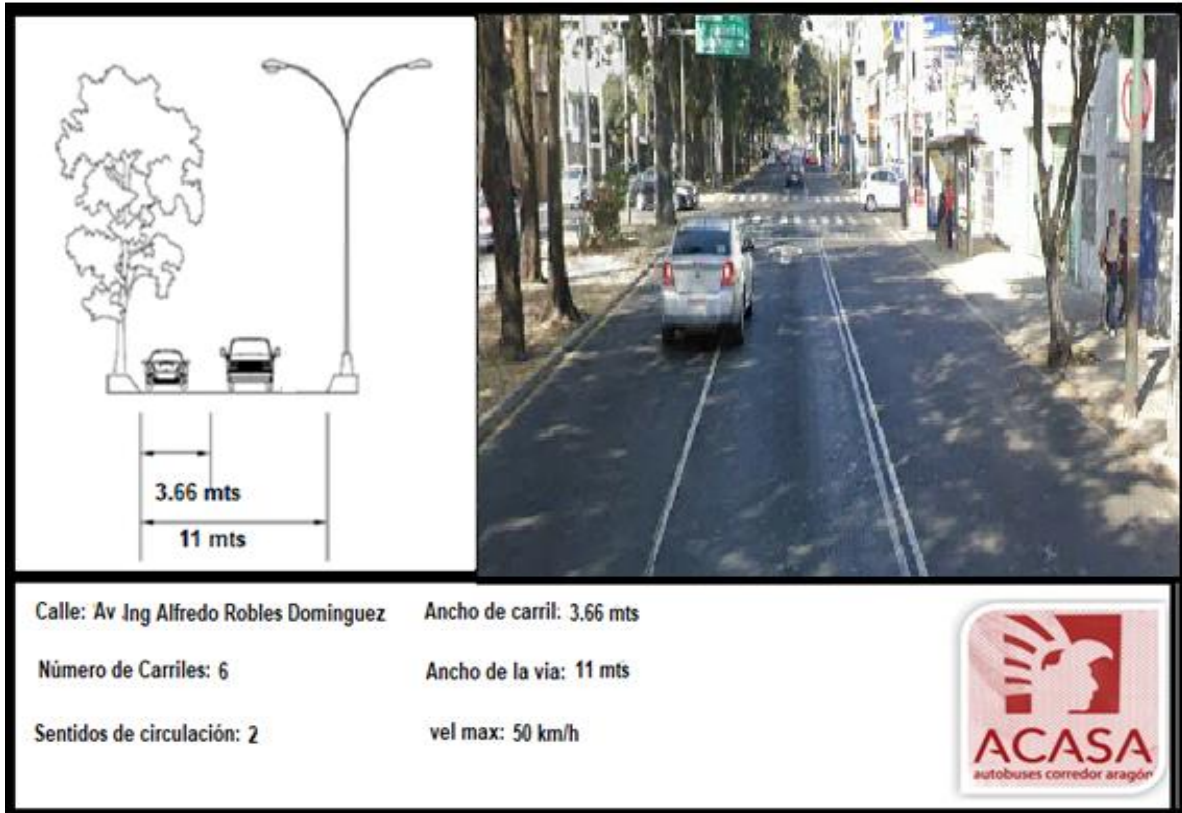 3.66 mts
11 mts
Calle: Av Ing Alfredo Robles Dominguez
Ancho de carril: 3.66 mts
Número de Carriles: 6
Ancho de la via: 11 mts
Sentidos de circulación: 2
vel max: 50 km/h
ACASA
autobuses corredor aragón